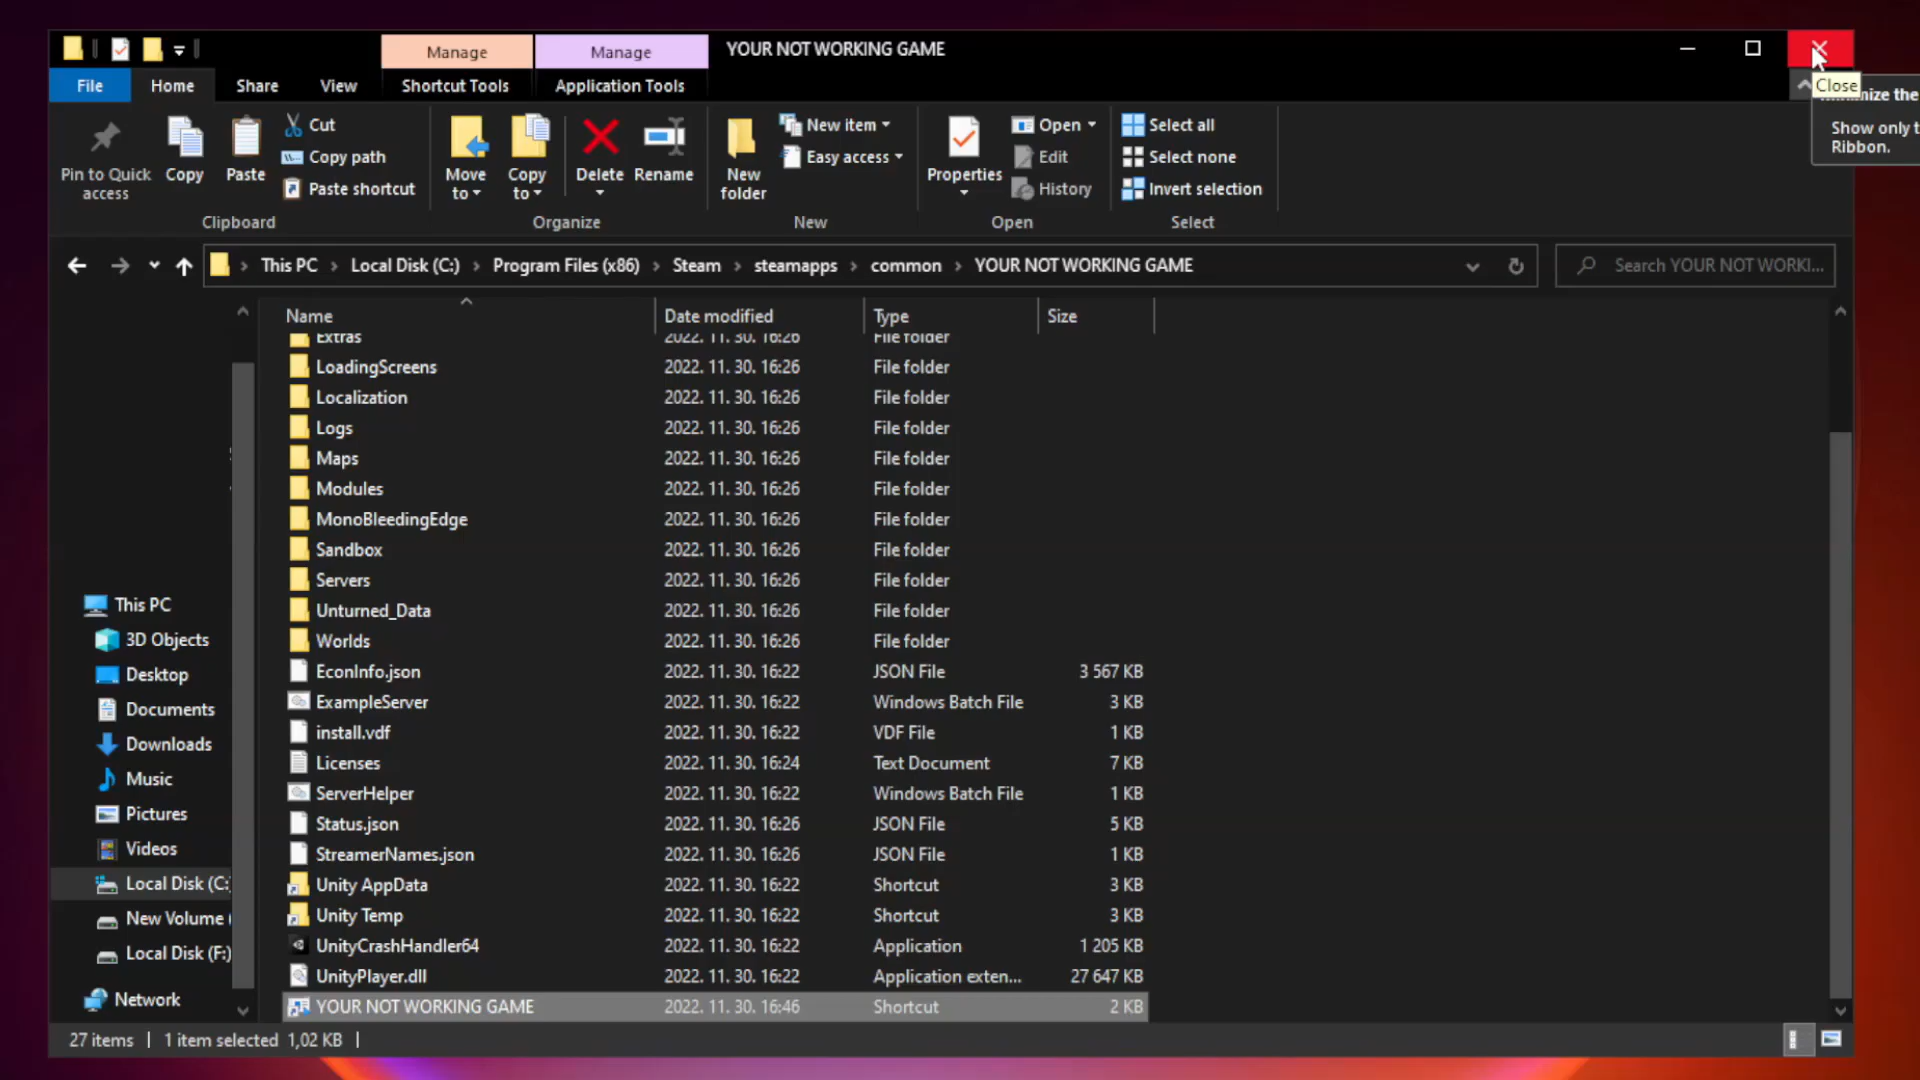 Manage
Manage
YOUR NOT WORKING GAME
File
Home
Share
View
Shortcut Tools
Application Tools
Close
the
Show only t
Ribbon.
Pin to Quick access
Copy
Paste
Cut
Copy path
Paste shortcut
Clipboard
Move to
Copy to
Delete
Rename
Organize
New folder
New item
Easy access
New
Properties
Open
Edit
History
Open
Select all
Select none
Invert selection
Select
This PC > Local Disk (C:) > Program Files (x86) > Steam > steamapps > common > YOUR NOT WORKING GAME
Search YOUR NOT WORKI...
Name Date modified Type Size
Extras 2022. 11. 30. 16:26 File folder
LoadingScreens 2022. 11. 30. 16:26 File folder
Localization 2022. 11. 30. 16:26 File folder
Logs 2022. 11. 30. 16:26 File folder
Maps 2022. 11. 30. 16:26 File folder
Modules 2022. 11. 30. 16:26 File folder
MonoBleedingEdge 2022. 11. 30. 16:26 File folder
Sandbox 2022. 11. 30. 16:26 File folder
Servers 2022. 11. 30. 16:26 File folder
Unturned_Data 2022. 11. 30. 16:26 File folder
Worlds 2022. 11. 30. 16:26 File folder
EconInfo.json 2022. 11. 30. 16:22 JSON File 3 567 KB
ExampleServer 2022. 11. 30. 16:22 Windows Batch File 3 KB
install.vdf 2022. 11. 30. 16:22 VDF File 1 KB
Licenses 2022. 11. 30. 16:24 Text Document 7 KB
ServerHelper 2022. 11. 30. 16:22 Windows Batch File 1 KB
Status.json 2022. 11. 30. 16:26 JSON File 5 KB
StreamerNames.json 2022. 11. 30. 16:26 JSON File 1 KB
Unity AppData 2022. 11. 30. 16:22 Shortcut 3 KB
Unity Temp 2022. 11. 30. 16:22 Shortcut 3 KB
UnityCrashHandler64 2022. 11. 30. 16:22 Application 1 205 KB
UnityPlayer.dll 2022. 11. 30. 16:22 Application exten... 27 647 KB
YOUR NOT WORKING GAME 2022. 11. 30. 16:46 Shortcut 2 KB
This PC
3D Objects
Desktop
Documents
Downloads
Music
Pictures
Videos
Local Disk (C:
New Volume (
Local Disk (F:)
Network
27 items | 1 item selected 1,02 KB |